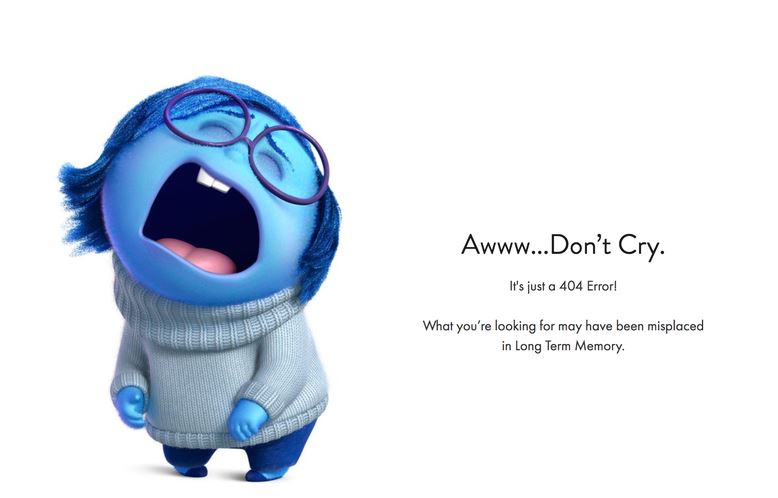 Awww...Don't Cry.
It's just a 404 Error!
What you're looking for may have been misplaced
in Long Term Memory.